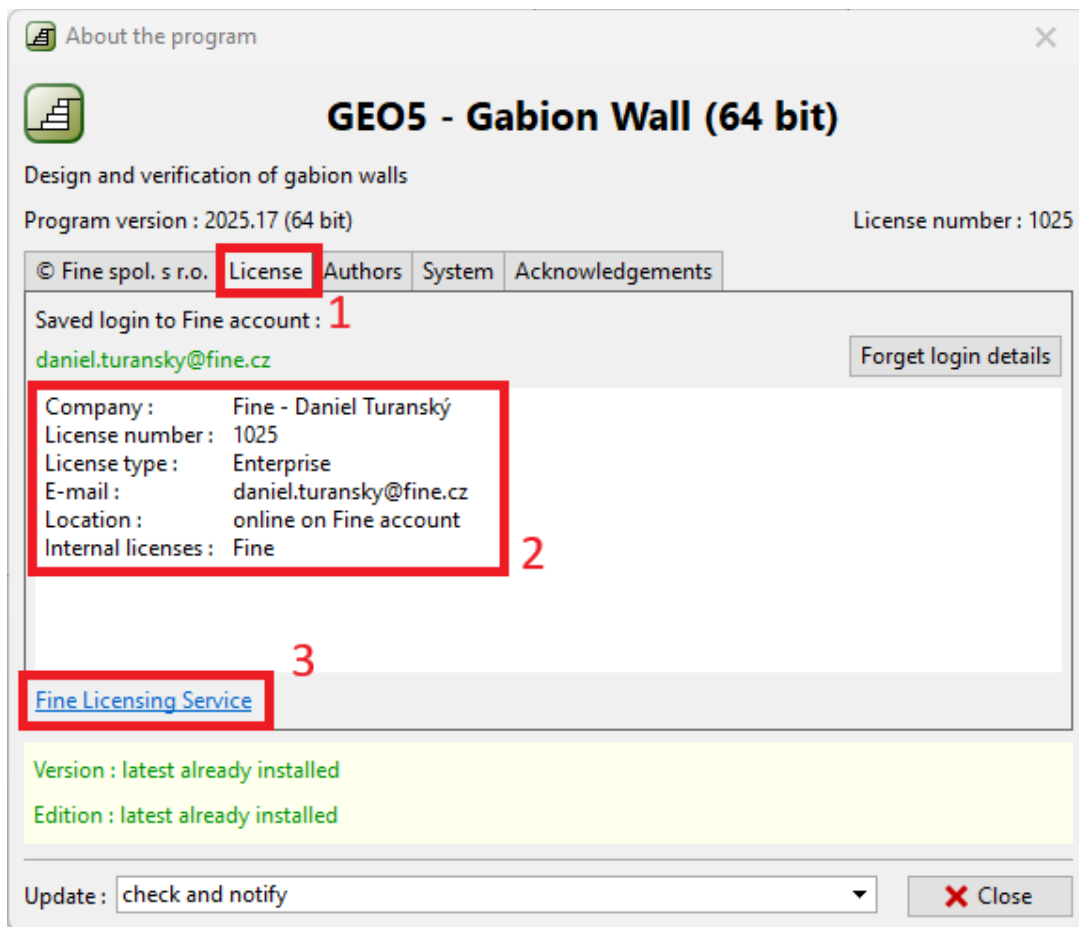 About the program
GEO5 - Gabion Wall (64 bit)
Design and verification of gabion walls
Program version : 2025.17 (64 bit) License number : 1025
© Fine spol. s r.o. License Authors System Acknowledgements
1
Saved login to Fine account :
daniel.turansky@fine.cz Forget login details
Company : Fine - Daniel Turanský
License number : 1025
License type : Enterprise
E-mail : daniel.turansky@fine.cz
Location : online on Fine account
Internal licenses : Fine
2
3
Fine Licensing Service
Version : latest already installed
Edition : latest already installed
Update : check and notify Close